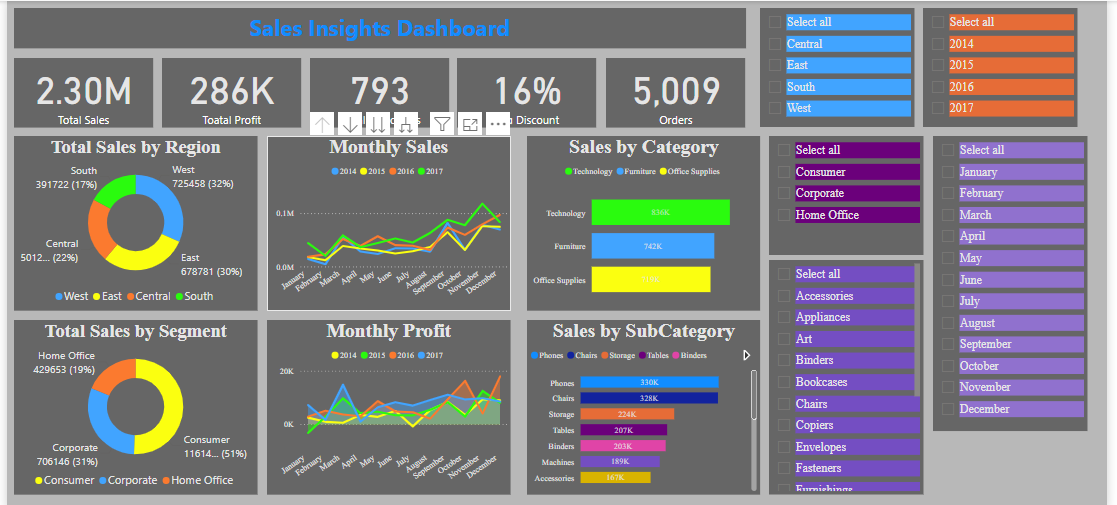 Sales Insights Dashboard
2.30M
Total Sales
286K
Toatal Profit
793
16%
Discount
5,009
Orders
Select all
Central
East
South
West
Select all
2014
2015
2016
2017
Total Sales by Region
South
391722 (17%)
West
725458 (32%)
Central
5012... (22%)
East
678781 (30%)
West East Central South
Monthly Sales
2014 2015 2016 2017
0.1M
0.0M
January
February
March
April
May
June
July
August
September
October
November
December
Sales by Category
Technology Furniture Office Supplies
Technology
836K
Furniture
742K
Office Supplies
Select all
Consumer
Corporate
Home Office
Select all
January
February
March
April
May
June
July
August
September
October
November
December
Total Sales by Segment
Home Office
429653 (19%)
Corporate
706146 (31%)
Consumer
11614... (51%)
Consumer Corporate Home Office
Monthly Profit
2014 2015 2016 2017
20K
0K
January
February
March
April
May
June
July
August
September
October
November
December
Sales by SubCategory
Phones Chairs Storage Tables Binders
Phones 330K
Chairs 328K
Storage 224K
Tables 207K
Binders 203K
Machines 189K
Accessories 167K
Select all
Accessories
Appliances
Art
Binders
Bookcases
Chairs
Copiers
Envelopes
Fasteners
Furnishings